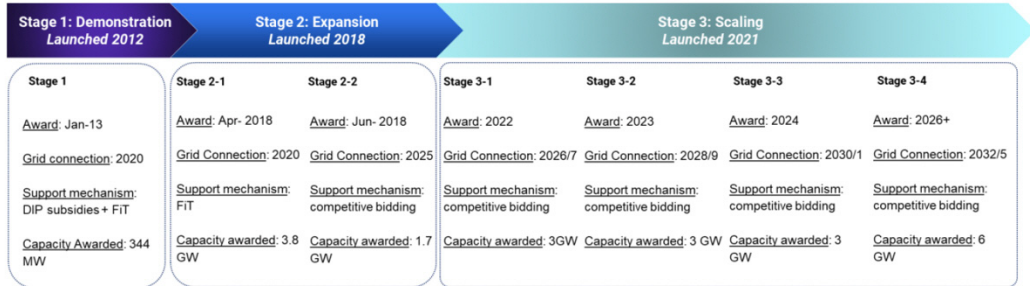 Stage 1: Demonstration
Launched 2012
Stage 2: Expansion
Launched 2018
Stage 3: Scaling
Launched 2021
Stage 1
Award: Jan-13
Grid connection: 2020
Support mechanism:
DIP subsidies + FiT
Capacity Awarded: 344
MW
Stage 2-1
Award: Apr- 2018
Grid Connection: 2020
Support mechanism:
FiT
Capacity awarded: 3.8
GW
Stage 2-2
Award: Jun- 2018
Grid Connection: 2025
Support mechanism:
competitive bidding
Capacity awarded: 1.7
GW
Stage 3-1
Award: 2022
Grid Connection: 2026/7
Support mechanism:
competitive bidding
Capacity awarded: 3GW
Stage 3-2
Award: 2023
Grid Connection: 2028/9
Support mechanism:
competitive bidding
Capacity awarded: 3 GW
Stage 3-3
Award: 2024
Grid Connection: 2030/1
Support mechanism:
competitive bidding
Capacity awarded: 3
GW
Stage 3-4
Award: 2026+
Grid Connection: 2032/5
Support mechanism:
competitive bidding
Capacity awarded: 6
GW